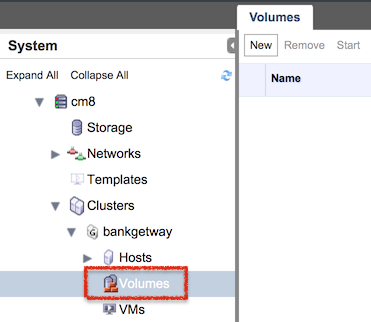 Volumes
System
New Remove Start
Expand All Collapse All
Name
cm8
Storage
Networks
Templates
Clusters
bankgetway
Hosts
Volumes
VMs